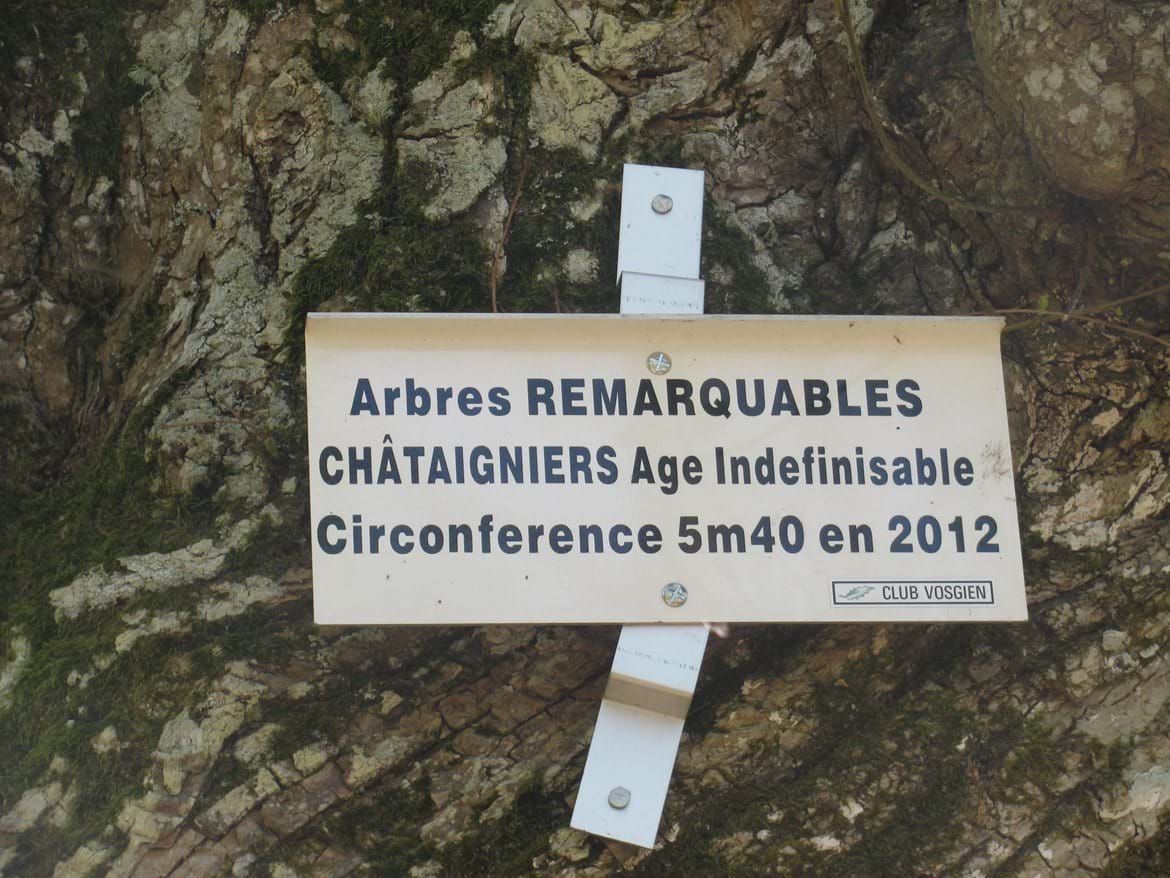 Arbres REMARQUABLES
CHÂTAIGNIERS Age Indefinisable
Circonference 5m40 en 2012
CLUB VOSGIEN